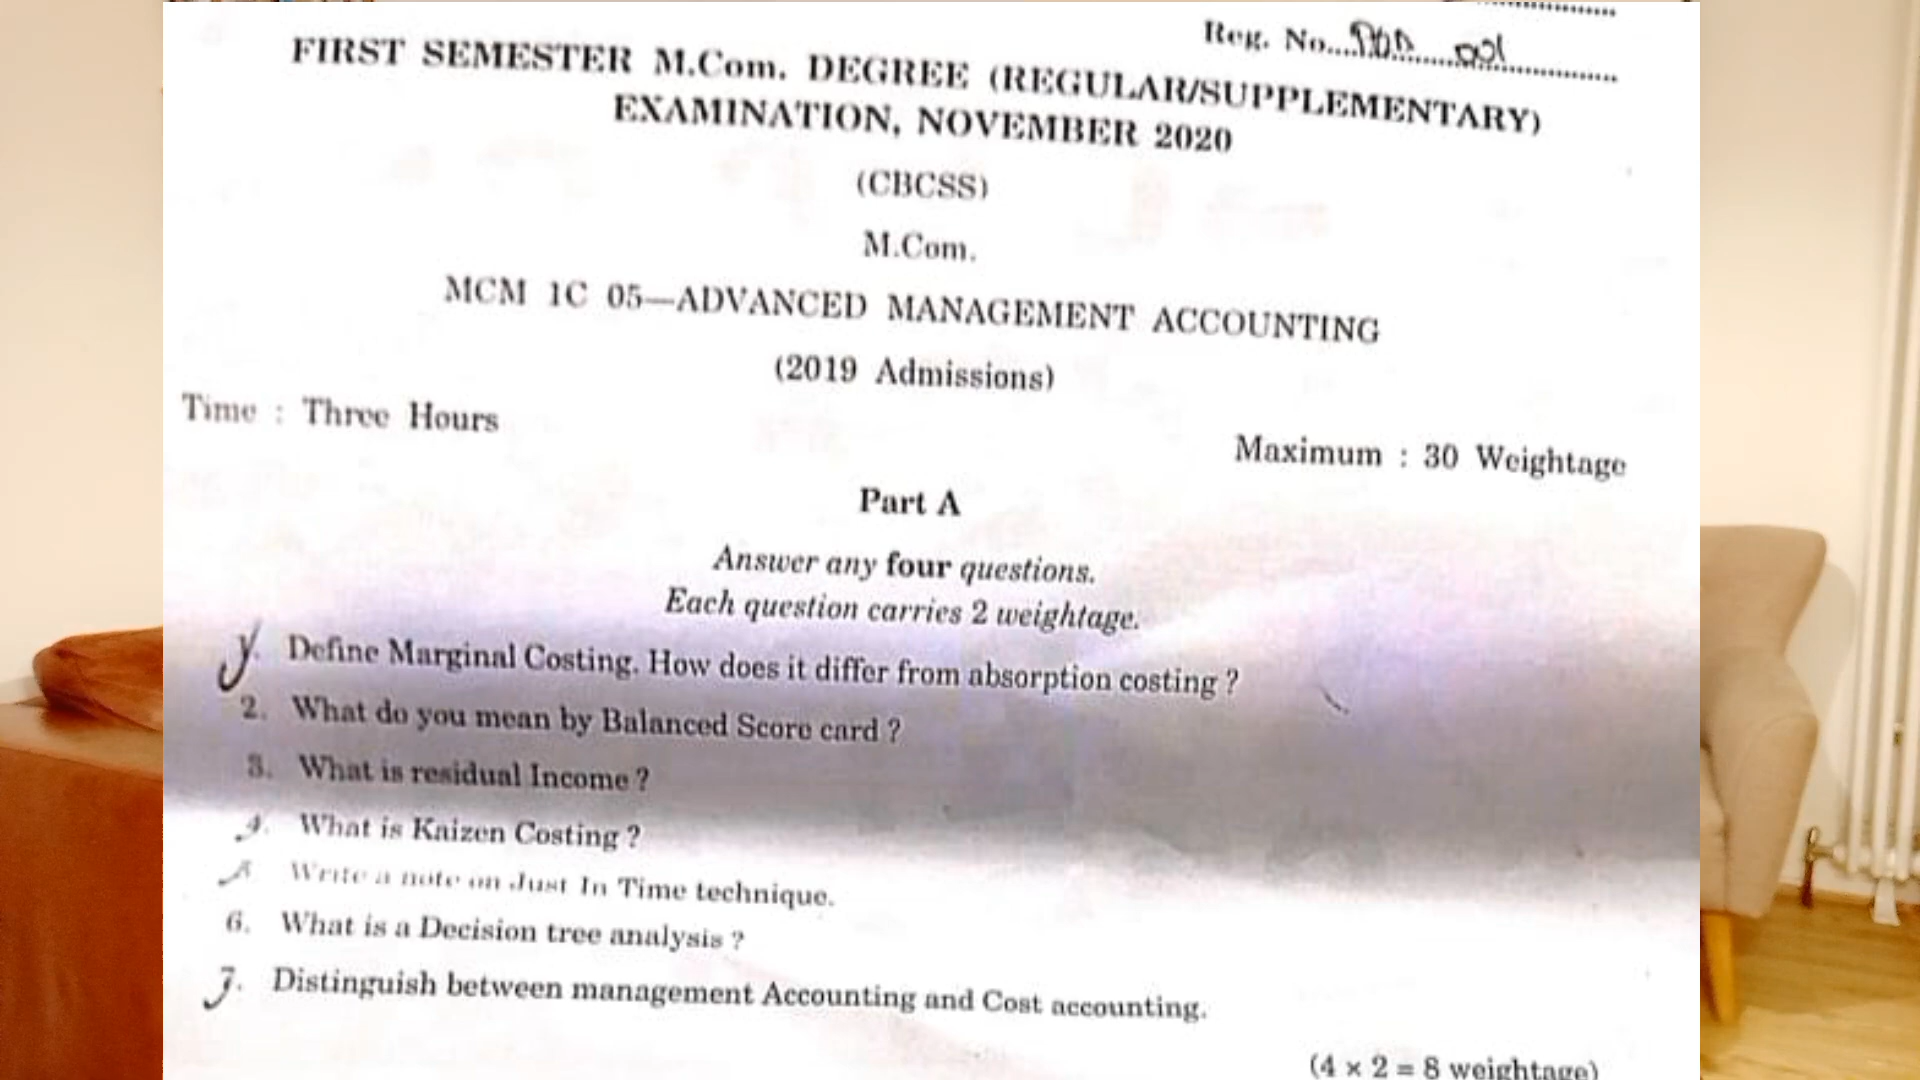 Reg. No.............................
FIRST SEMESTER M.Com. DEGREE (REGULAR/SUPPLEMENTARY)
EXAMINATION, NOVEMBER 2020
(CBCSS)
M.Com.
MCM 1C 05—ADVANCED MANAGEMENT ACCOUNTING
(2019 Admissions)
Time : Three Hours
Maximum : 30 Weightage
Part A
Answer any four questions.
Each question carries 2 weightage.
Define Marginal Costing. How does it differ from absorption costing ?
2. What do you mean by Balanced Score card ?
3. What is residual Income ?
4. What is Kaizen Costing ?
Write a note on Just In Time technique.
6. What is a Decision tree analysis ?
7. Distinguish between management Accounting and Cost accounting.
(4 × 2 = 8 weightage)